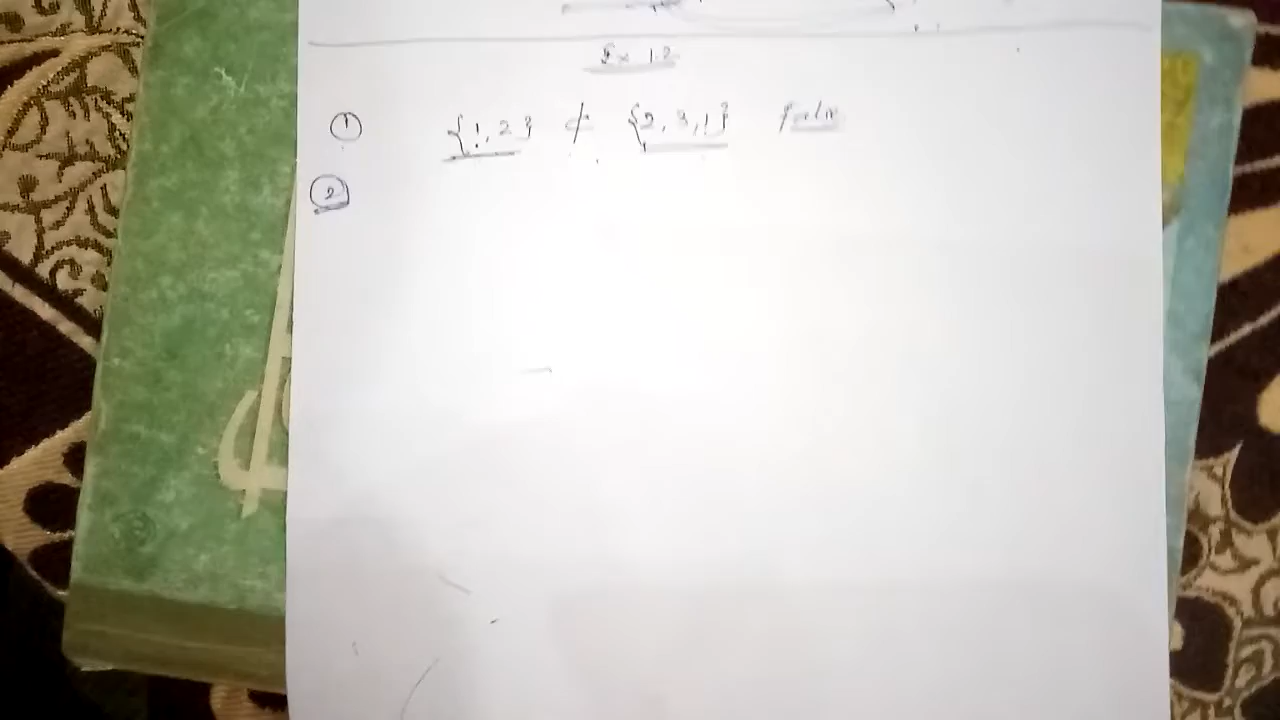 Ex 1.2
① {1, 2} ⊄ {2, 3, 1} false
②